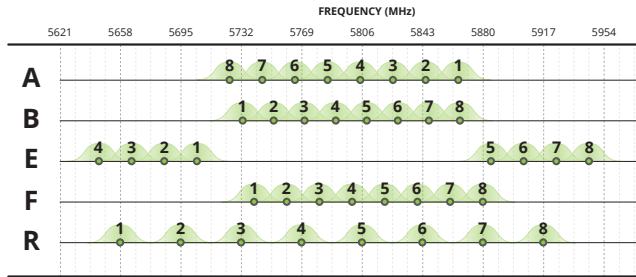 FREQUENCY (MHz)
5621 5658 5695 5732 5769 5806 5843 5880 5917 5954
A 8 7 6 5 4 3 2 1
B 1 2 3 4 5 6 7 8
E 4 3 2 1 5 6 7 8
F 1 2 3 4 5 6 7 8
R 1 2 3 4 5 6 7 8